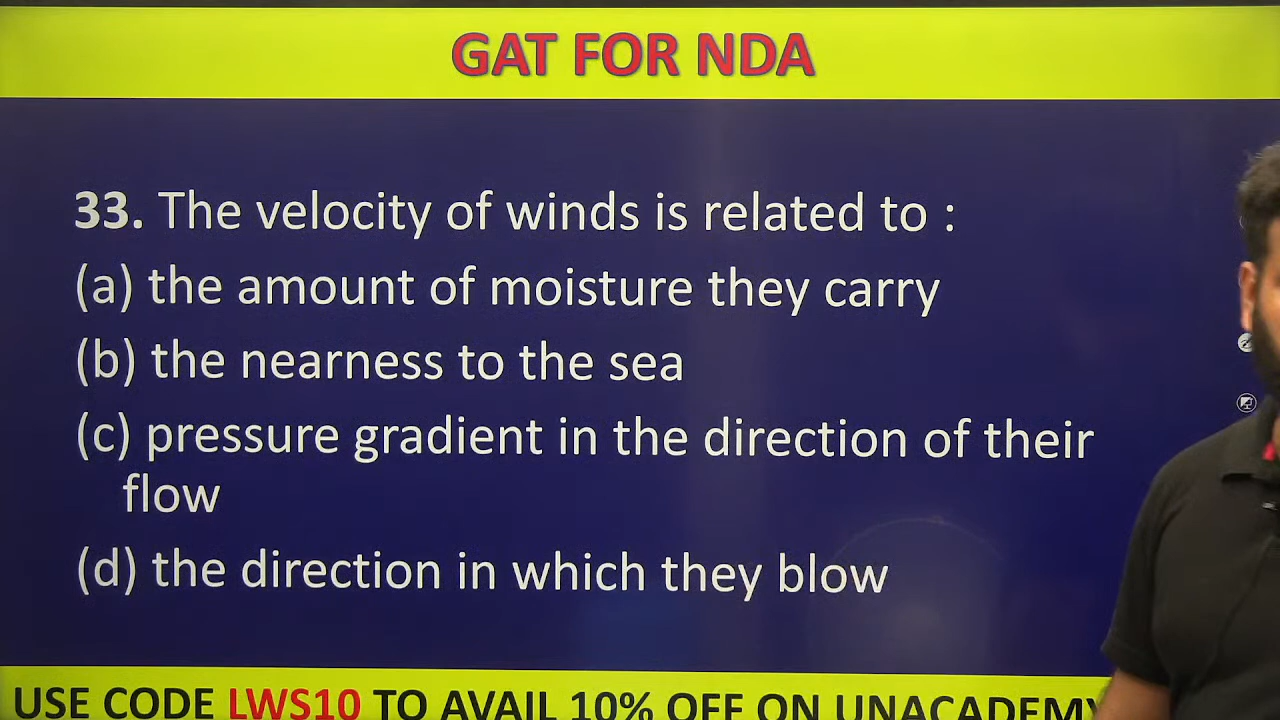 GAT FOR NDA
33. The velocity of winds is related to :
(a) the amount of moisture they carry
(b) the nearness to the sea
(c) pressure gradient in the direction of their
flow
(d) the direction in which they blow
USE CODE LWS10 TO AVAIL 10% OFF ON UNACADEMY